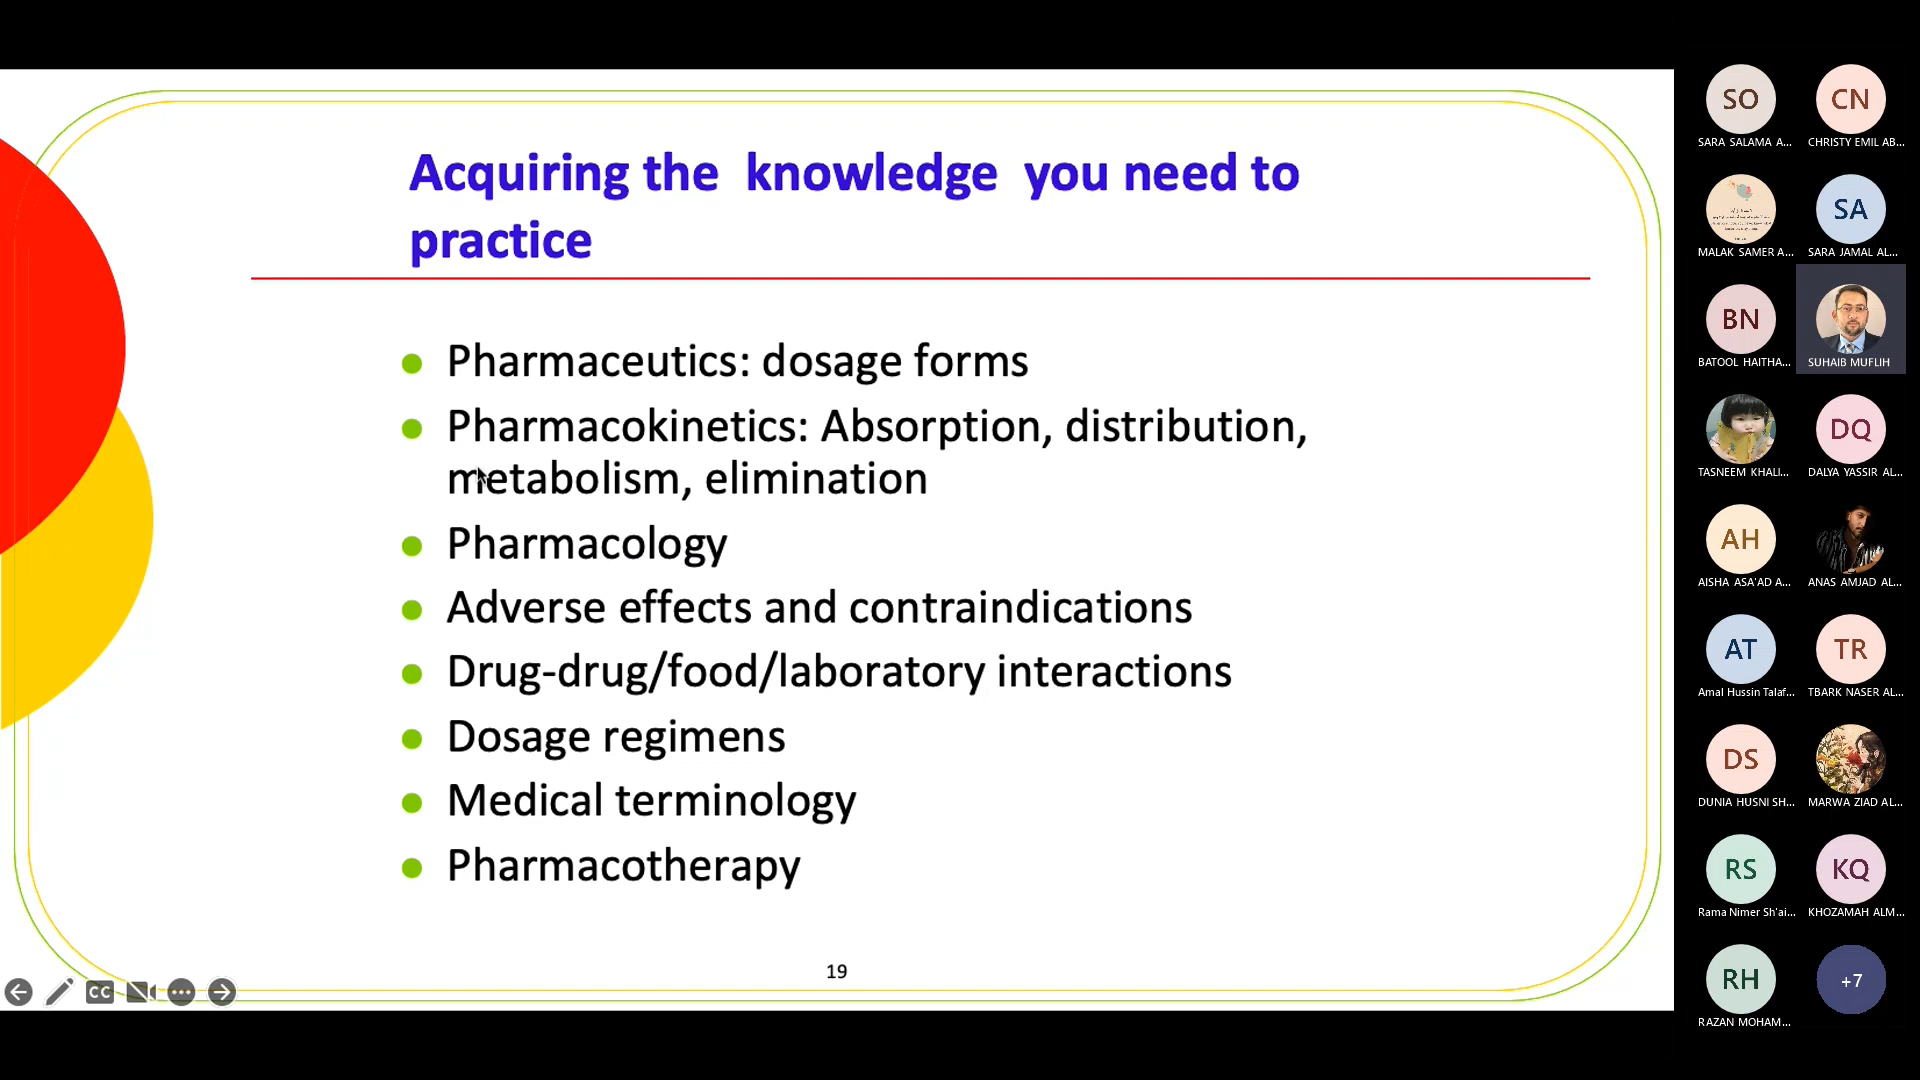 Acquiring the knowledge you need to
practice
Pharmaceutics: dosage forms
Pharmacokinetics: Absorption, distribution,
metabolism, elimination
Pharmacology
Adverse effects and contraindications
Drug-drug/food/laboratory interactions
Dosage regimens
Medical terminology
Pharmacotherapy
19
CC
SO
SARA SALAMA A...
CN
CHRISTY EMIL AB...
MALAK SAMER A...
SA
SARA JAMAL AL...
BN
BATOOL HAITHA...
SUHAIB MUFLIH
TASNEEM KHALI...
DQ
DALYA YASSIR AL...
AH
AISHA ASA'AD A...
ANAS AMJAD AL...
AT
Amal Hussin Talaf...
TR
TBARK NASER AL...
DS
DUNIA HUSNI SH...
MARWA ZIAD AL...
RS
Rama Nimer Sh'ai...
KQ
KHOZAMAH ALM...
RH
RAZAN MOHAM...
+7